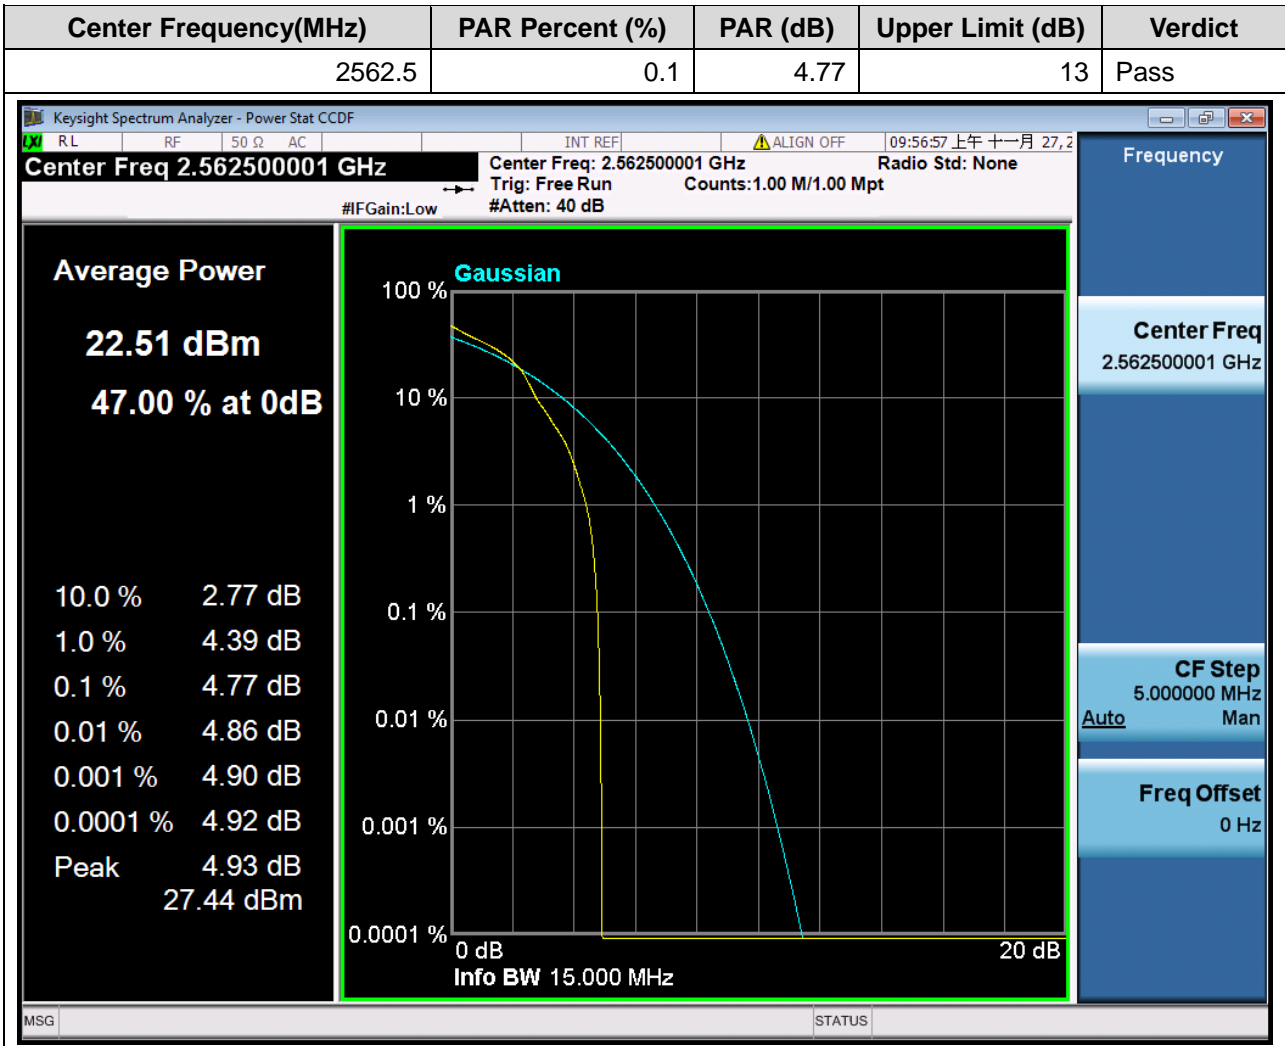 Center Frequency(MHz) PAR Percent (%) PAR (dB) Upper Limit (dB) Verdict
2562.5 0.1 4.77 13 Pass
Keysight Spectrum Analyzer - Power Stat CCDF
LXI RL RF 50 Ω AC INT REF ALIGN OFF 09:56:57 上午 十一月 27, 2
Center Freq 2.562500001 GHz
#IFGain:Low
Center Freq: 2.562500001 GHz Radio Std: None
Trig: Free Run Counts:1.00 M/1.00 Mpt
#Atten: 40 dB
Frequency
Average Power
22.51 dBm
47.00 % at 0dB
10.0 % 2.77 dB
1.0 % 4.39 dB
0.1 % 4.77 dB
0.01 % 4.86 dB
0.001 % 4.90 dB
0.0001 % 4.92 dB
Peak 4.93 dB
27.44 dBm
Gaussian
100 %
10 %
1 %
0.1 %
0.01 %
0.001 %
0.0001 %
0 dB 20 dB
Info BW 15.000 MHz
Center Freq
2.562500001 GHz
CF Step
5.000000 MHz
Auto Man
Freq Offset
0 Hz
MSG STATUS